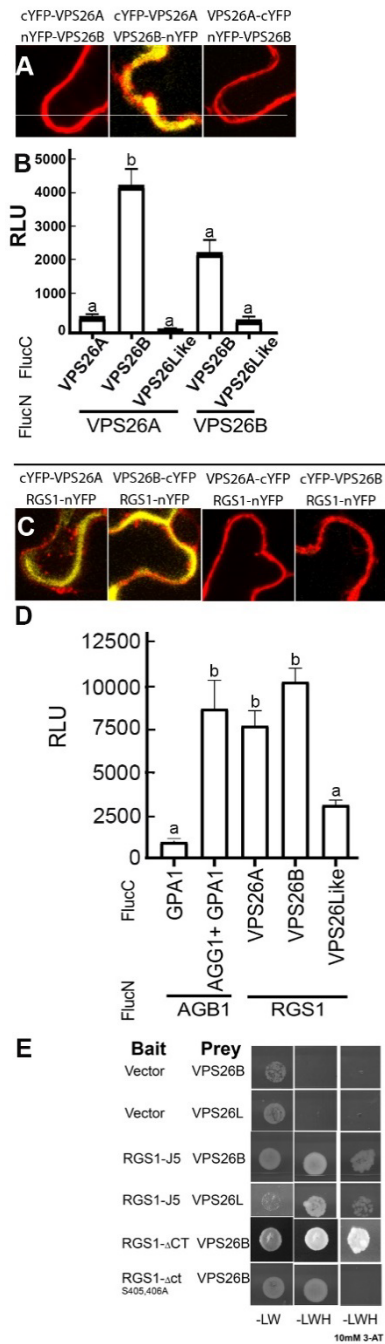 cYFP-VPS26A cYFP-VPS26A VPS26A-cYFP
nYFP-VPS26B VPS26B-nYFP nYFP-VPS26B
A
B
RLU
5000
4000
3000
2000
1000
0
a b a a a
FlucC
VPS26A VPS26B VPS26Like VPS26B VPS26Like
FlucN
VPS26A VPS26B
cYFP-VPS26A VPS26B-cYFP VPS26A-cYFP cYFP-VPS26B
RGS1-nYFP RGS1-nYFP RGS1-nYFP RGS1-nYFP
C
D
RLU
12500
10000
7500
5000
2500
0
a b b b a
FlucC
GPA1 AGG1+ GPA1 VPS26A VPS26B VPS26Like
FlucN
AGB1 RGS1
E
Bait Prey
Vector VPS26B
Vector VPS26L
RGS1-J5 VPS26B
RGS1-J5 VPS26L
RGS1-ΔCT VPS26B
RGS1-Δct VPS26B
S405,406A
-LW -LWH -LWH
10mM 3-AT